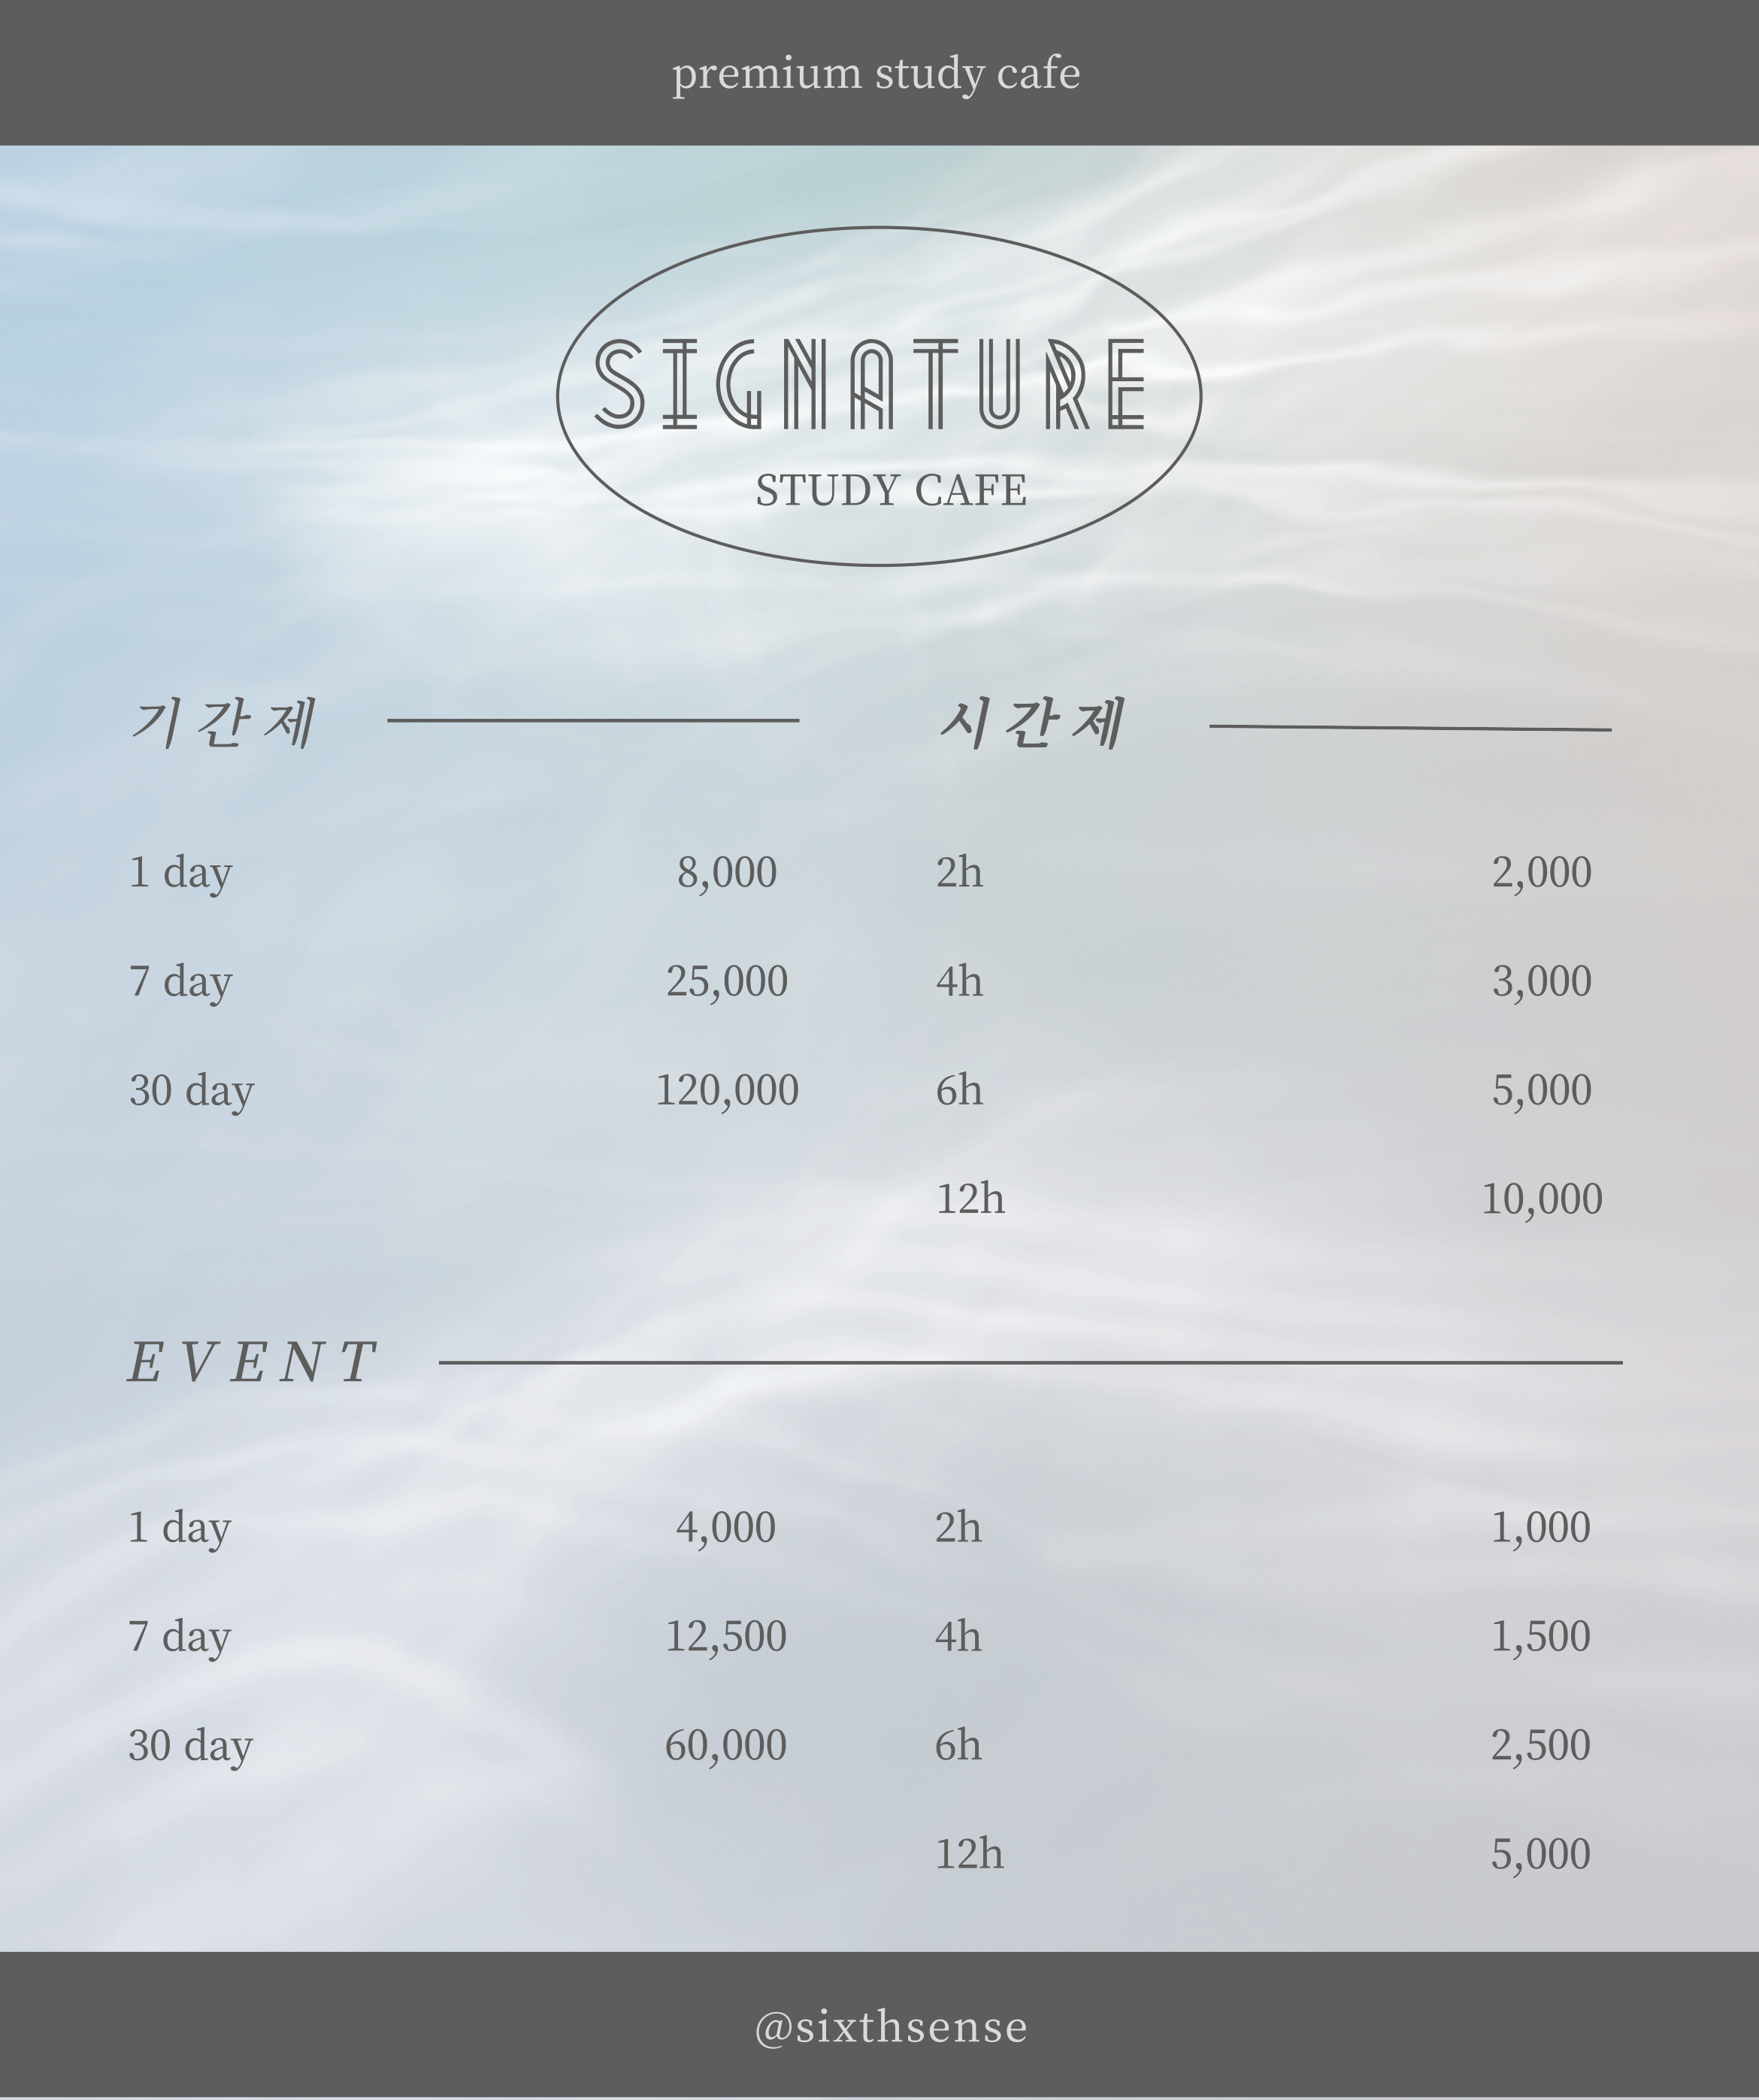 premium study cafe
SIGNATURE
STUDY CAFE
기간제
1 day 8,000
7 day 25,000
30 day 120,000
시간제
2h 2,000
4h 3,000
6h 5,000
12h 10,000
EVENT
1 day 4,000
7 day 12,500
30 day 60,000
2h 1,000
4h 1,500
6h 2,500
12h 5,000
@sixthsense